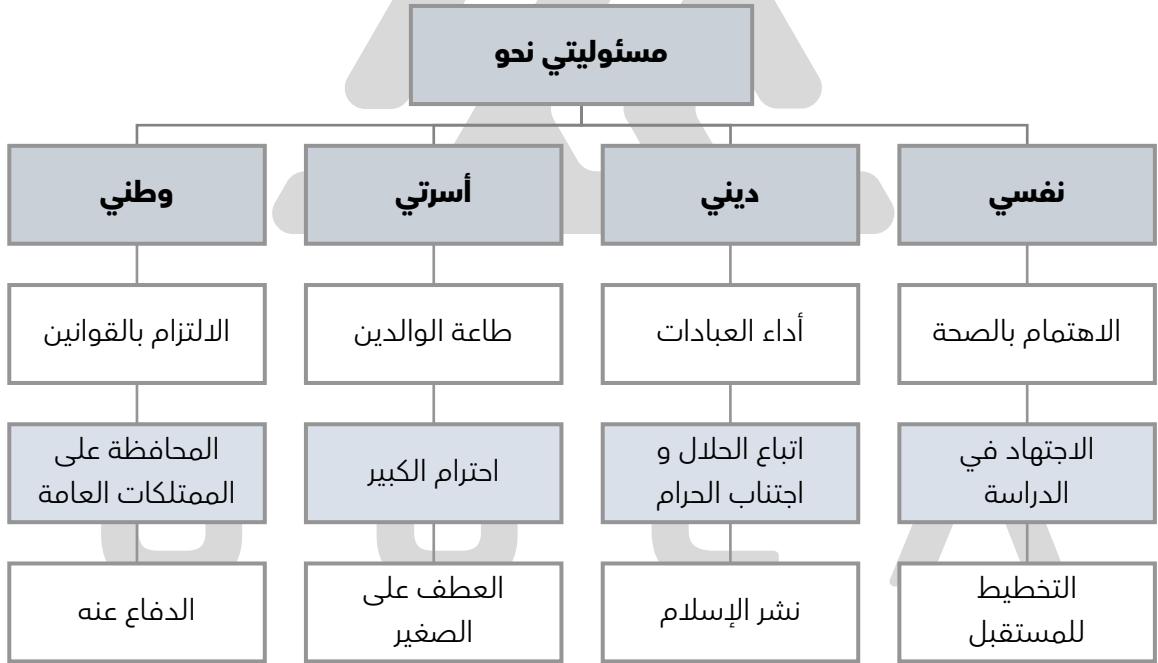 مسئوليتي نحو
نفسي
ديني
أسرتي
وطني
الاهتمام بالصحة
أداء العبادات
طاعة الوالدين
الالتزام بالقوانين
الاجتهاد في
الدراسة
اتباع الحلال و
اجتناب الحرام
احترام الكبير
المحافظة على
الممتلكات العامة
التخطيط
للمستقبل
نشر الإسلام
العطف على
الصغير
الدفاع عنه